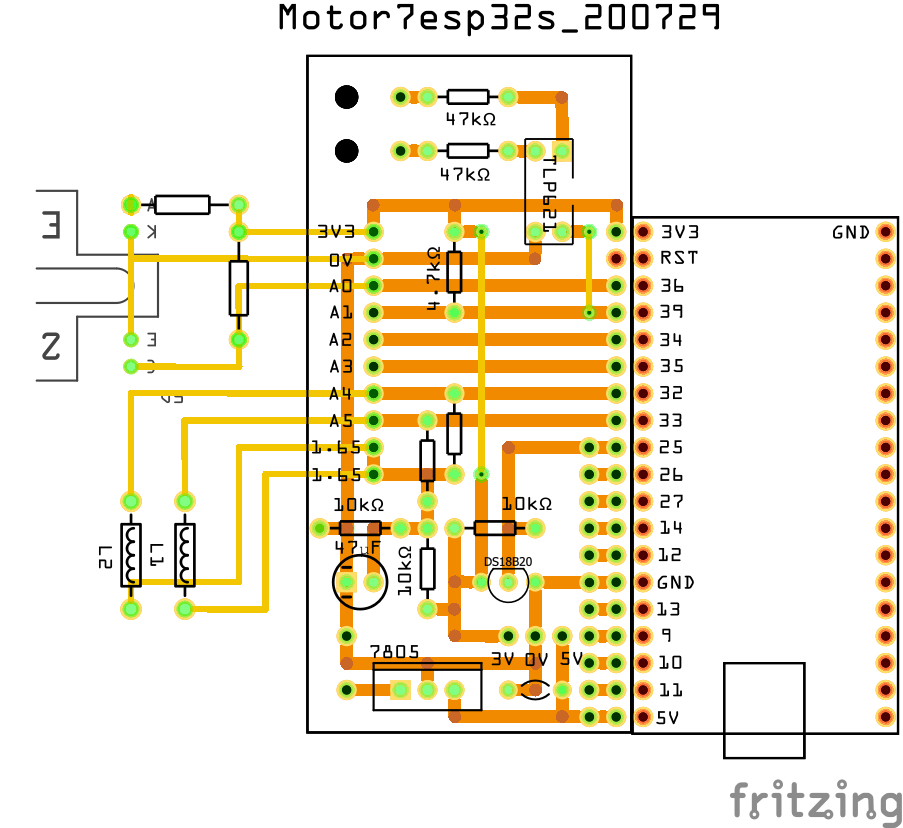 Motor7esp32s_200729
47kΩ
47kΩ
TLP621
A
K
E
E
2
3V3
0V
A0
A1
A2
A3
A4
A5
1.65
1.65
4.7kΩ
3V3
RST
36
39
34
35
32
33
25
26
27
14
12
GND
13
9
10
11
5V
GND
10kΩ
10kΩ
10kΩ
DS18B20
L2
L1
7805
3V 0V 5V
fritzing